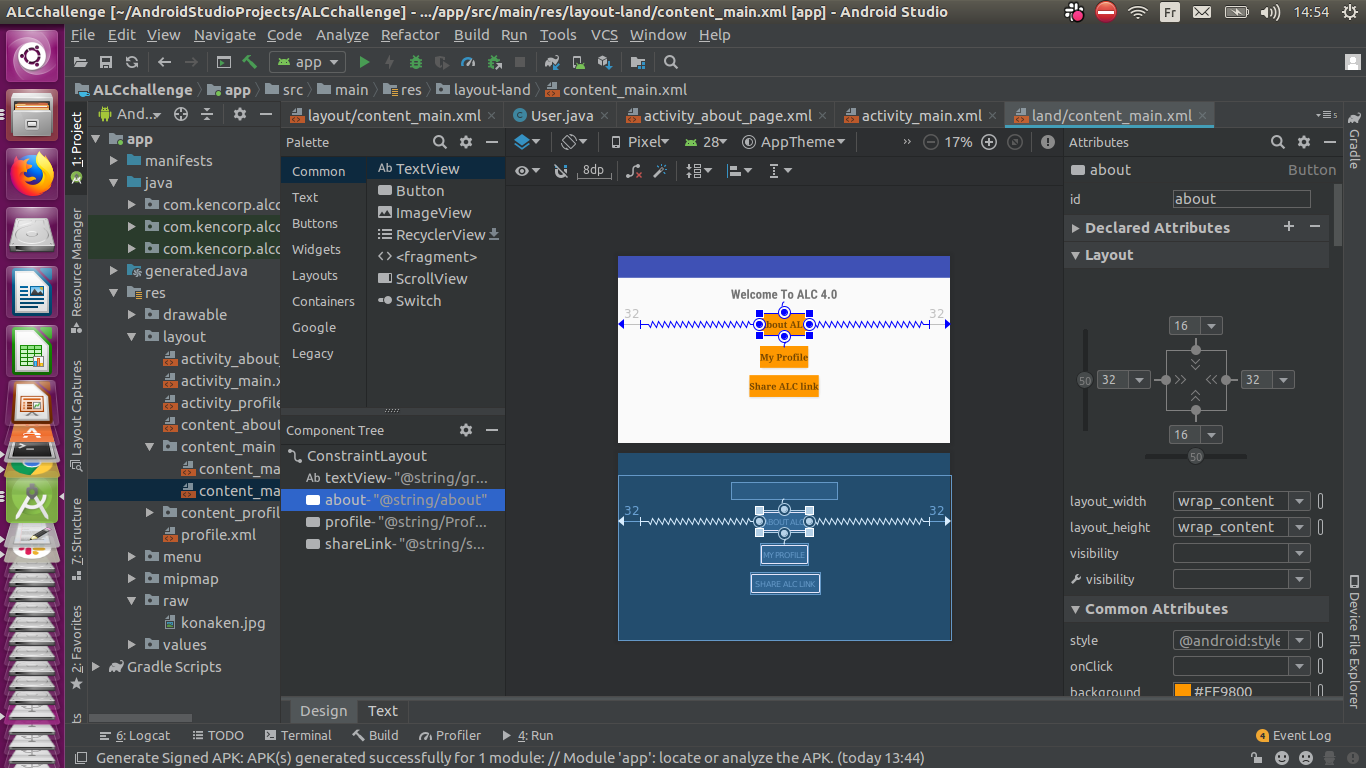 ALCchallenge [~/AndroidStudioProjects/ALCchallenge] - .../app/src/main/res/layout-land/content_main.xml [app] - Android Studio
Fr
14:54
File Edit View Navigate Code Analyze Refactor Build Run Tools VCS Window Help
app
ALCchallenge app src main res layout-land content_main.xml
1: Project
Resource Manager
Layout Captures
7: Structure
2: Favorites
ts
And..
app
manifests
java
com.kencorp.alco
com.kencorp.alco
com.kencorp.alco
generatedJava
res
drawable
layout
activity_about_
activity_main.x
activity_profile
content_abou
content_main
content_ma
content_ma
content_profil
profile.xml
menu
mipmap
raw
konaken.jpg
values
Gradle Scripts
layout/content_main.xml User.java activity_about_page.xml activity_main.xml land/content_main.xml
Palette
Common
Text
Buttons
Widgets
Layouts
Containers
Google
Legacy
Ab TextView
Button
ImageView
RecyclerView
<> <fragment>
ScrollView
Switch
Component Tree
ConstraintLayout
Ab textView- "@string/gr...
about- "@string/about"
profile- "@string/Prof...
shareLink- "@string/s...
Pixel 28 AppTheme » 17%
8dp
Welcome To ALC 4.0
32 32
bout ALC
My Profile
Share ALC link
32 32
ABOUT ALC
MY PROFILE
SHARE ALC LINK
Design Text
Attributes
about Button
id about
Declared Attributes
Layout
16
50 32 32
16
50
layout_width wrap_content
layout_height wrap_content
visibility
visibility
Common Attributes
style @android:style
onClick
background #FF9800
Gradle
Device File Explorer
6: Logcat TODO Terminal Build Profiler 4: Run 4 Event Log
Generate Signed APK: APK(s) generated successfully for 1 module: // Module 'app': locate or analyze the APK. (today 13:44)